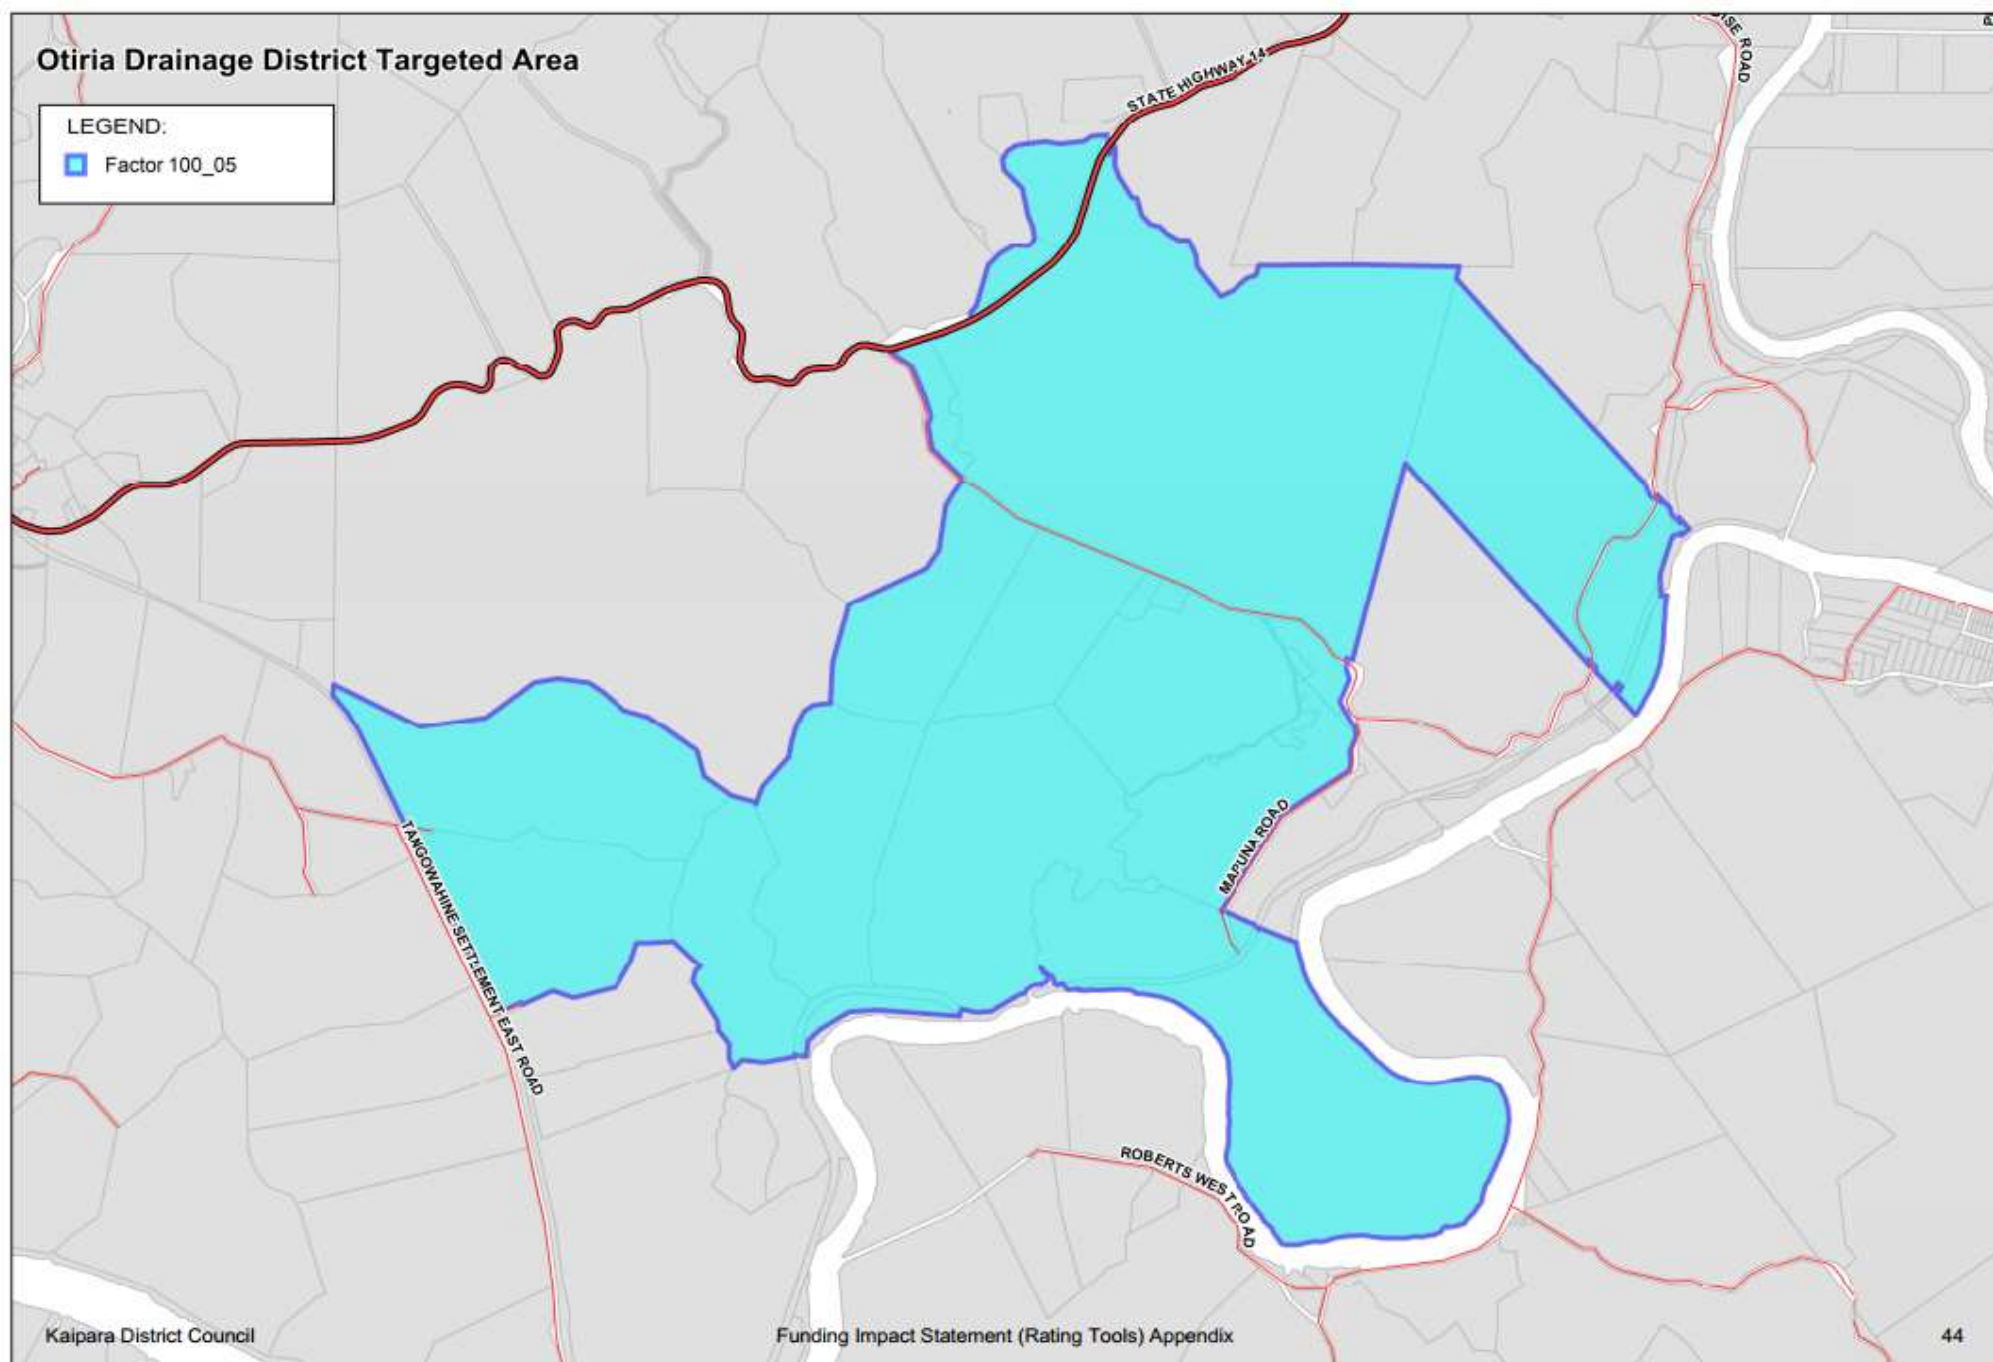 Otiria Drainage District Targeted Area
LEGEND:
Factor 100_05
STATE HIGHWAY 14
ROAD
MAPUNA ROAD
TANGOWAHINE SETTLEMENT EAST ROAD
ROBERTS WEST ROAD
Kaipara District Council
Funding Impact Statement (Rating Tools) Appendix
44